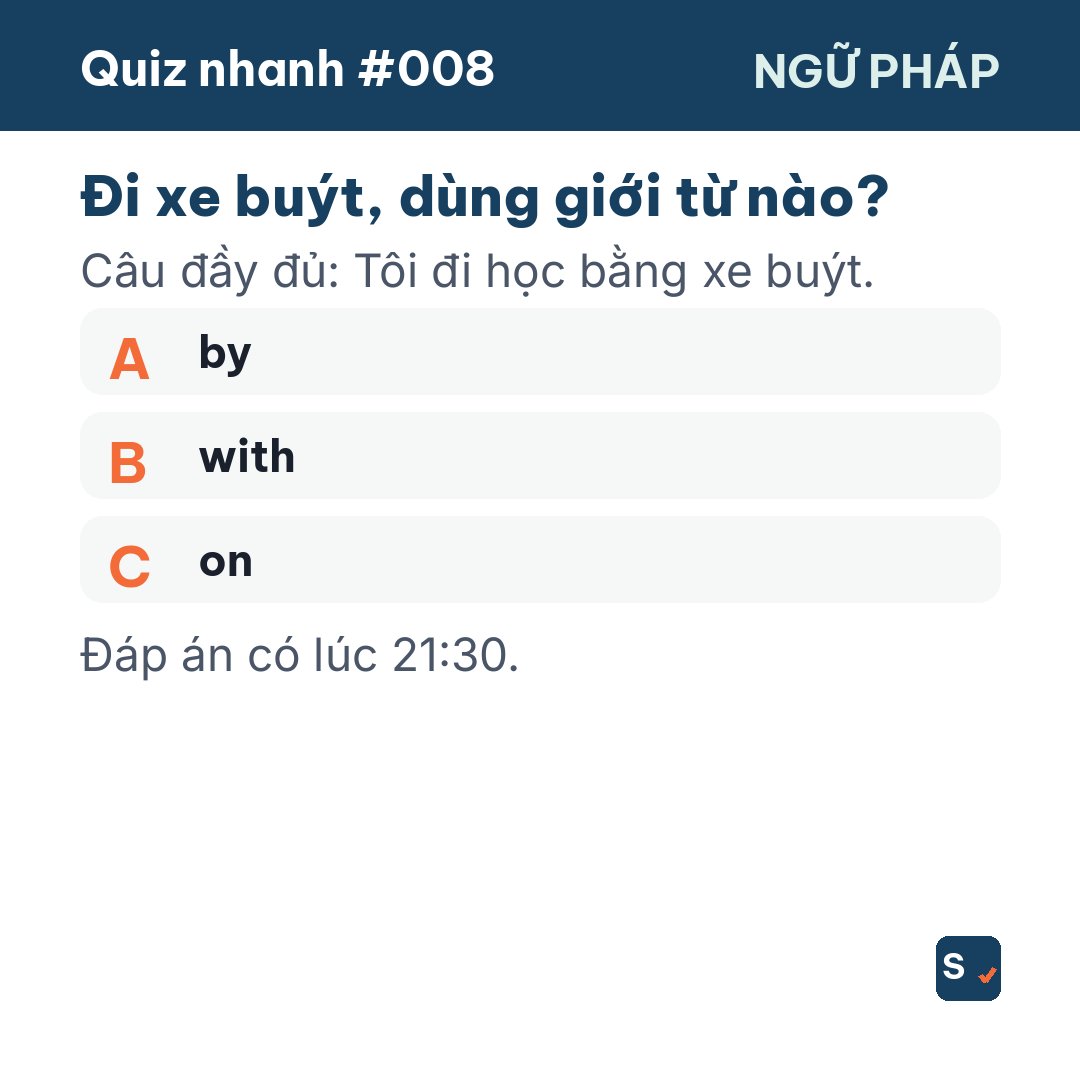 Quiz nhanh #008
NGỮ PHÁP
Đi xe buýt, dùng giới từ nào?
Câu đầy đủ: Tôi đi học bằng xe buýt.
A by
B with
C on
Đáp án có lúc 21:30.
S